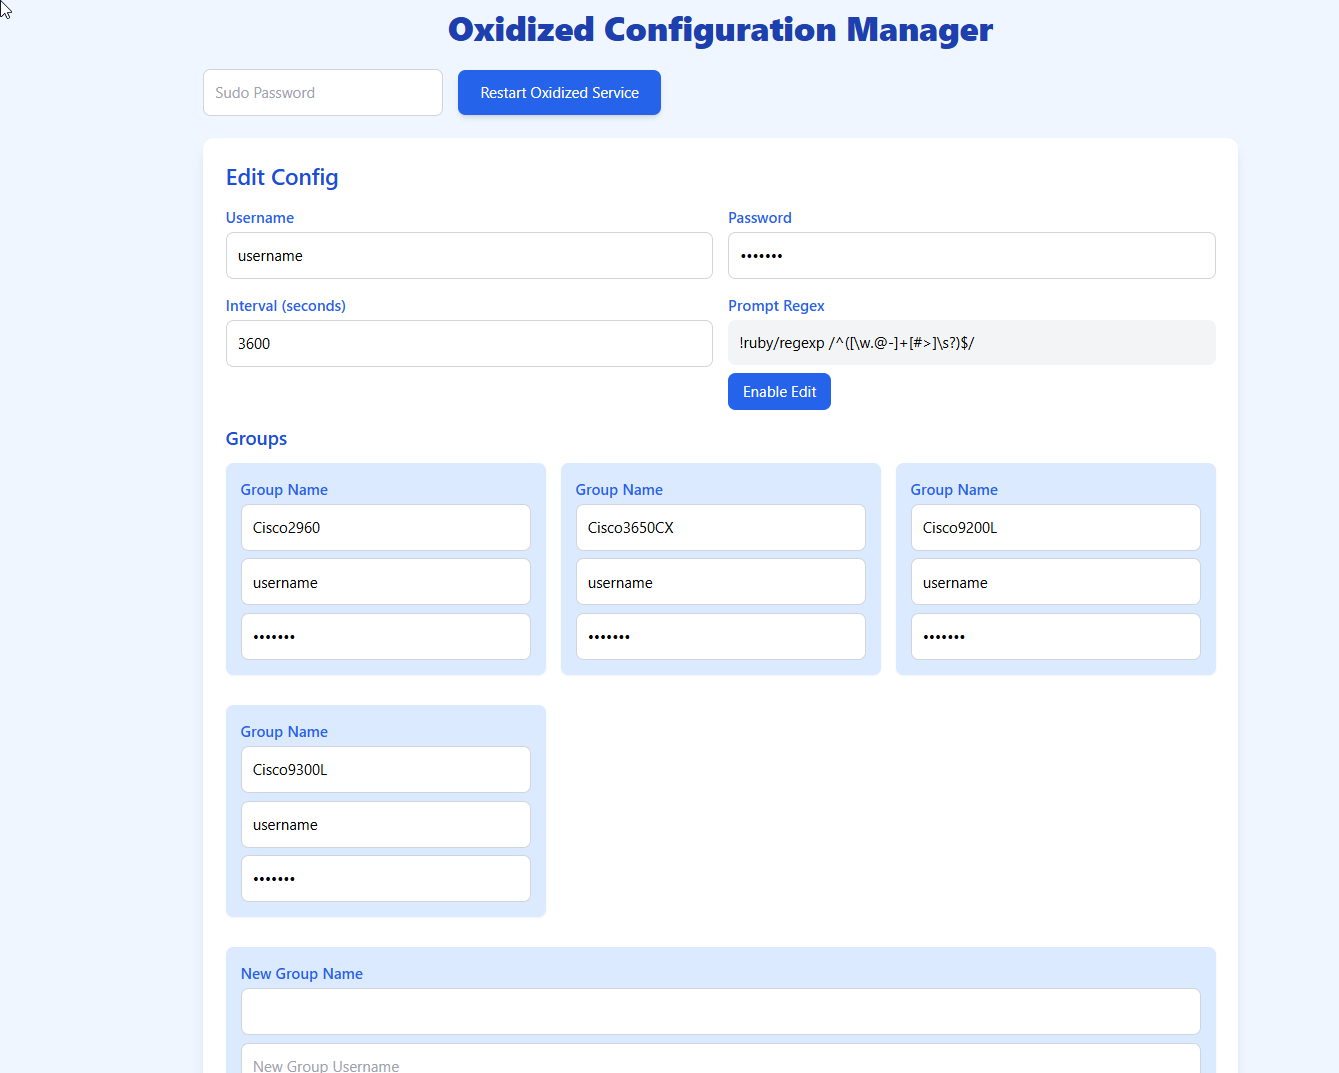 Oxidized Configuration Manager
Sudo Password
Restart Oxidized Service
Edit Config
Username
Password
username
•••••••
Interval (seconds)
Prompt Regex
3600
!ruby/regexp /^([\w.@-]+[#>]\s?)$/
Enable Edit
Groups
Group Name
Group Name
Group Name
Cisco2960
Cisco3650CX
Cisco9200L
username
username
username
•••••••
•••••••
•••••••
Group Name
Cisco9300L
username
•••••••
New Group Name
New Group Username